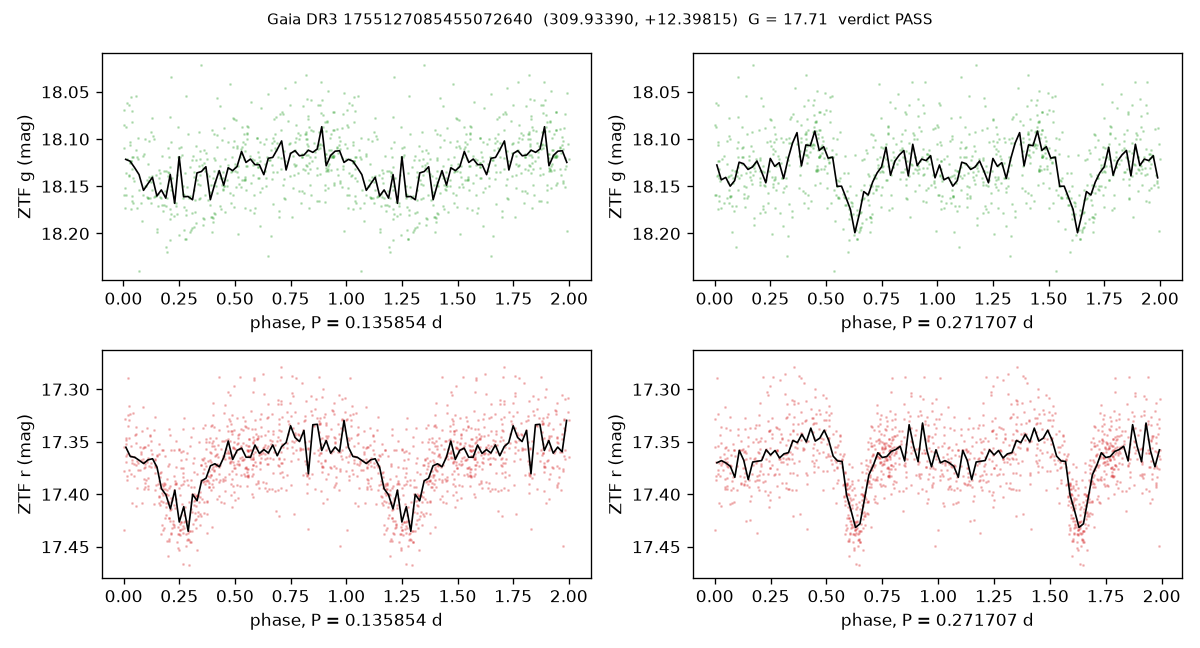 Gaia DR3 1755127085455072640  (309.93390, +12.39815)  G = 17.71  verdict PASS
ZTF g (mag)
18.05
18.10
18.15
18.20
0.00 0.25 0.50 0.75 1.00 1.25 1.50 1.75 2.00
phase, P = 0.135854 d
ZTF g (mag)
18.05
18.10
18.15
18.20
0.00 0.25 0.50 0.75 1.00 1.25 1.50 1.75 2.00
phase, P = 0.271707 d
ZTF r (mag)
17.30
17.35
17.40
17.45
0.00 0.25 0.50 0.75 1.00 1.25 1.50 1.75 2.00
phase, P = 0.135854 d
ZTF r (mag)
17.30
17.35
17.40
17.45
0.00 0.25 0.50 0.75 1.00 1.25 1.50 1.75 2.00
phase, P = 0.271707 d